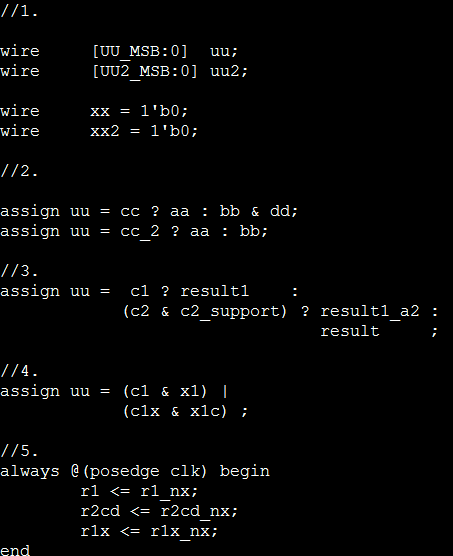 //1.
wire     [UU_MSB:0]  uu;
wire     [UU2_MSB:0] uu2;
wire     xx = 1'b0;
wire     xx2 = 1'b0;
//2.
assign uu = cc ? aa : bb & dd;
assign uu = cc_2 ? aa : bb;
//3.
assign uu =  c1 ? result1    :
            (c2 & c2_support) ? result1_a2 :
                                result     ;
//4.
assign uu = (c1 & x1) |
            (c1x & x1c) ;
//5.
always @(posedge clk) begin
        r1 <= r1_nx;
        r2cd <= r2cd_nx;
        r1x <= r1x_nx;
end